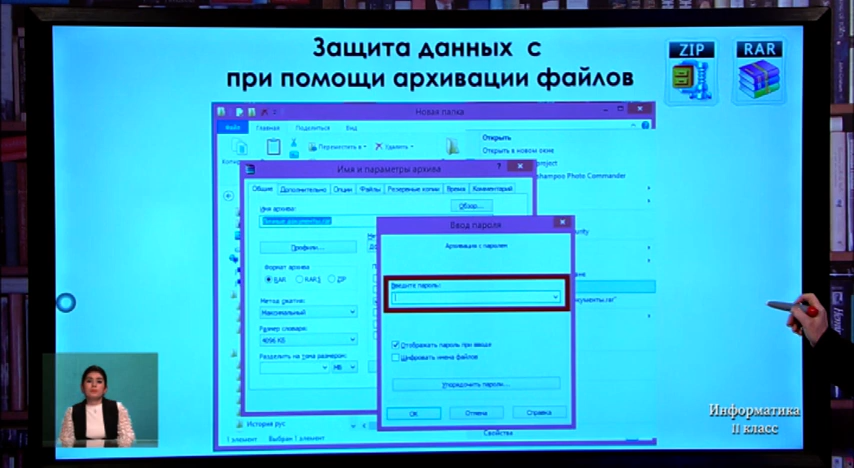 Защита данных с
при помощи архивации файлов
ZIP
RAR
Новая папка
Файл Главная Поделиться Вид
Переместить в
Удалить
Открыть
Открыть в новом окне
Имя и параметры архива
Общие Дополнительно Опции Файлы Резервные копии Время Комментарий
Имя архива:
Обзор...
Личные документы.rar
Профили...
Формат архива
RAR RAR5 ZIP
Метод сжатия:
Максимальный
Размер словаря:
4096 KB
Разделить на тома размером:
MB
Ввод пароля
Архивация с паролем
Введите пароль:
Отображать пароль при вводе
Шифровать имена файлов
Упорядочить пароли...
ОК Отмена Справка
История рус
1 элемент Выбран 1 элемент
Свойства
Информатика
11 класс